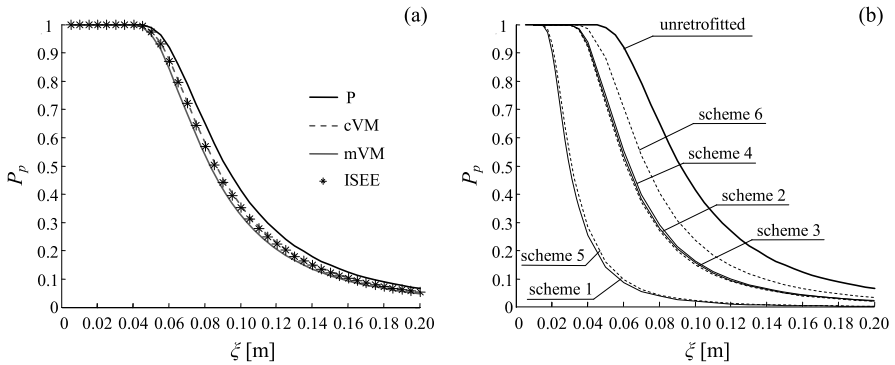 (a)
1
0.9
0.8
0.7
0.6
0.5
0.4
0.3
0.2
0.1
0
P_p
P
cVM
mVM
ISEE
0 0.02 0.04 0.06 0.08 0.10 0.12 0.14 0.16 0.18 0.20
ξ [m]
(b)
1
0.9
0.8
0.7
0.6
0.5
0.4
0.3
0.2
0.1
0
P_p
unretrofitted
scheme 6
scheme 4
scheme 2
scheme 3
scheme 5
scheme 1
0 0.02 0.04 0.06 0.08 0.10 0.12 0.14 0.16 0.18 0.20
ξ [m]